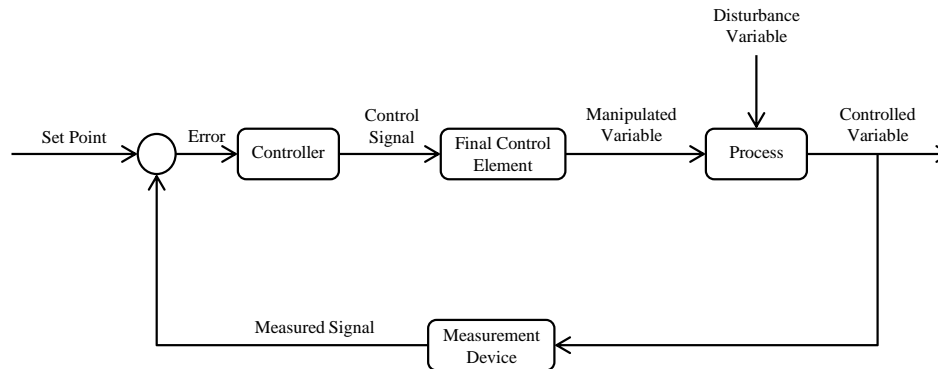 Disturbance
Variable
Set Point
Error
Controller
Control
Signal
Final Control
Element
Manipulated
Variable
Process
Controlled
Variable
Measured Signal
Measurement
Device